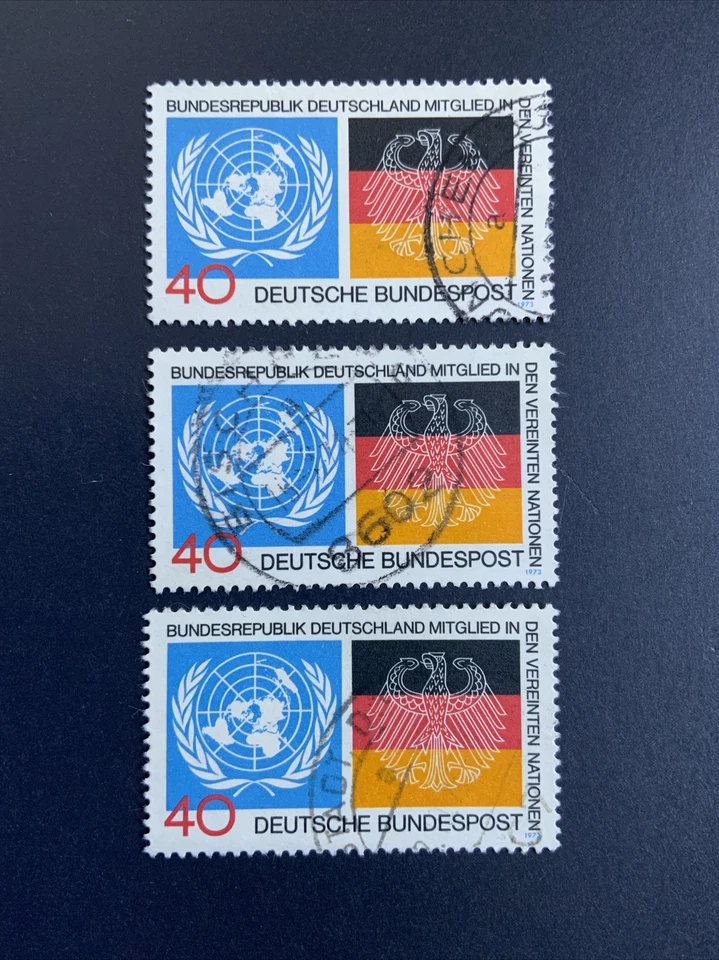 BUNDESREPUBLIK DEUTSCHLAND MITGLIED IN
DEN VEREINTEN NATIONEN
40
DEUTSCHE BUNDESPOST
1973
a
BUNDESREPUBLIK DEUTSCHLAND MITGLIED IN
DEN VEREINTEN NATIONEN
40
DEUTSCHE BUNDESPOST
1973
BUNDESREPUBLIK DEUTSCHLAND MITGLIED IN
DEN VEREINTEN NATIONEN
40
DEUTSCHE BUNDESPOST
1973
a